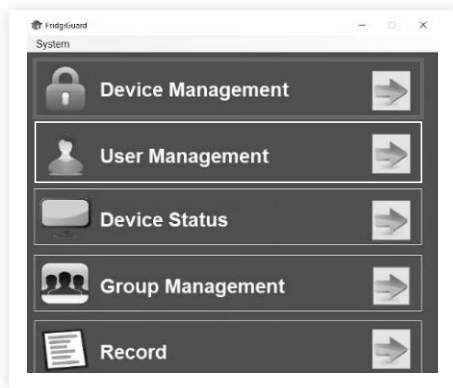 FridgiGuard
System
Device Management
User Management
Device Status
Group Management
Record